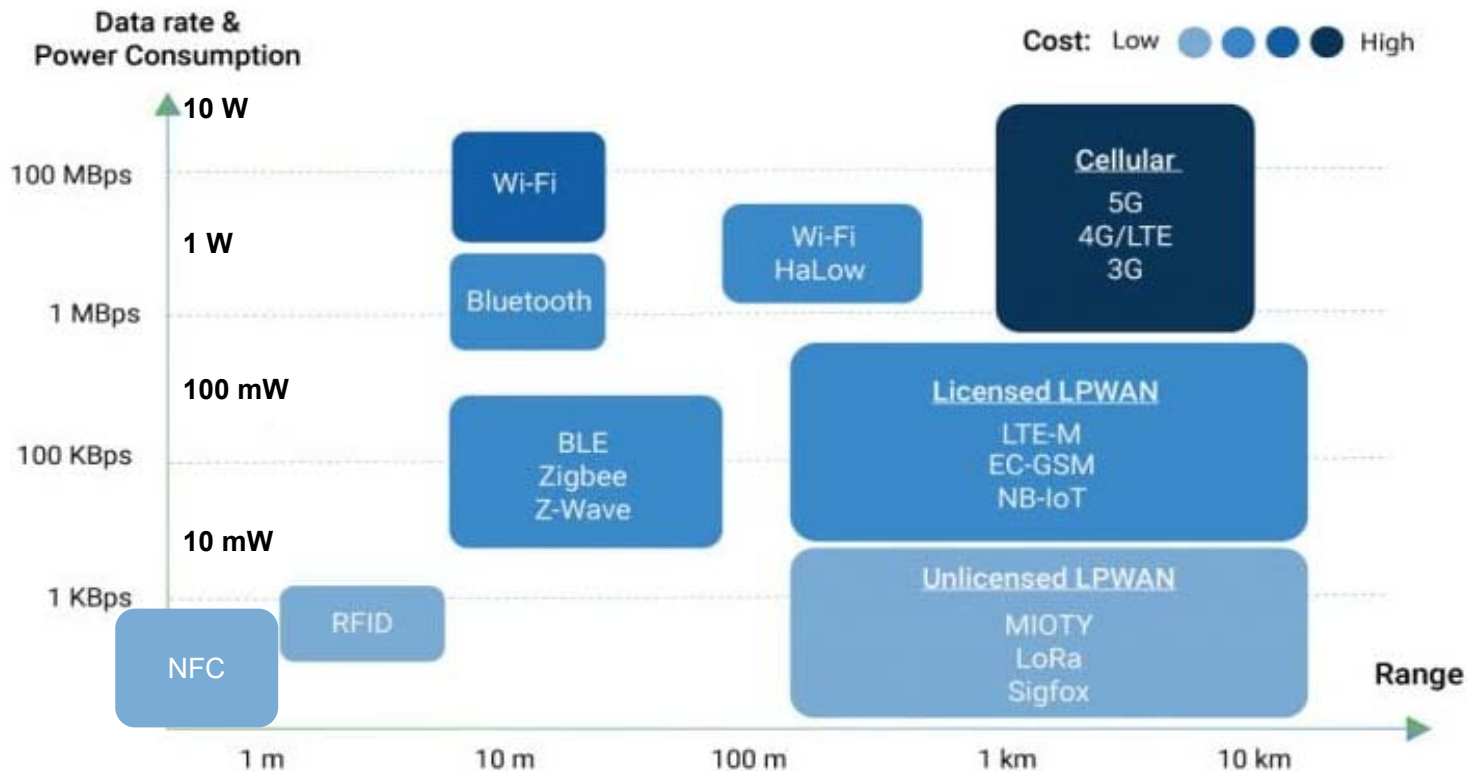 Data rate &
Power Consumption
Cost: Low High
10 W
100 MBps
1 W
1 MBps
100 mW
100 KBps
10 mW
1 KBps
Wi-Fi
Bluetooth
Wi-Fi
HaLow
Cellular
5G
4G/LTE
3G
BLE
Zigbee
Z-Wave
Licensed LPWAN
LTE-M
EC-GSM
NB-IoT
Unlicensed LPWAN
MIOTY
LoRa
Sigfox
RFID
NFC
Range
1 m 10 m 100 m 1 km 10 km